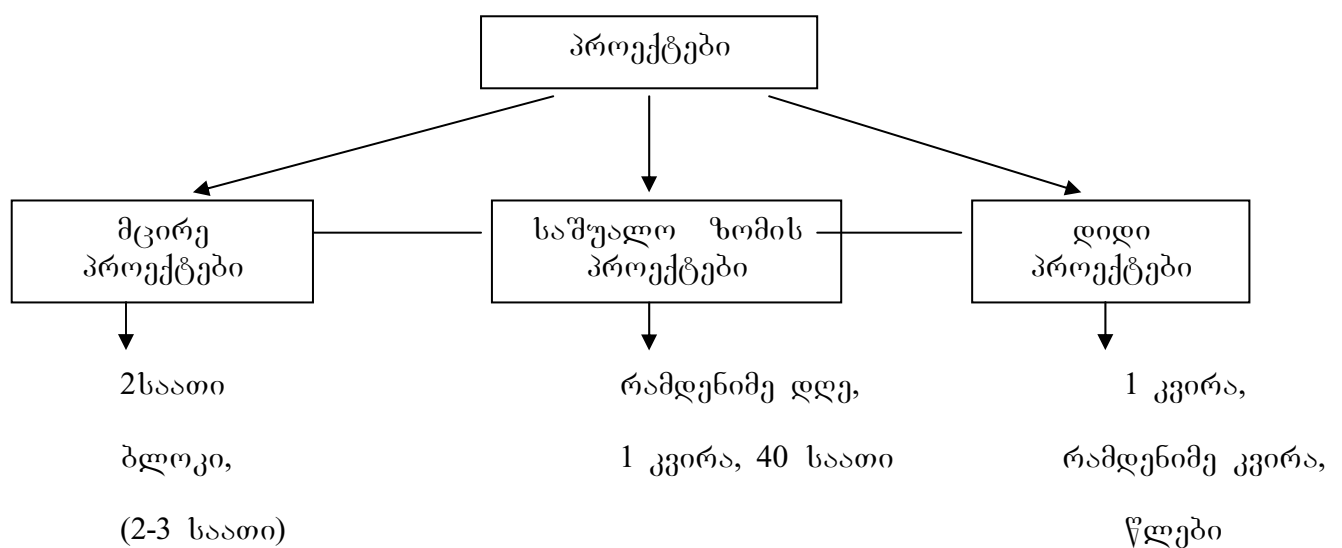 პროექტები
მცირე
პროექტები
საშუალო ზომის
პროექტები
დიდი
პროექტები
2საათი
ბლოკი,
(2-3 საათი)
რამდენიმე დღე,
1 კვირა, 40 საათი
1 კვირა,
რამდენიმე კვირა,
წლები